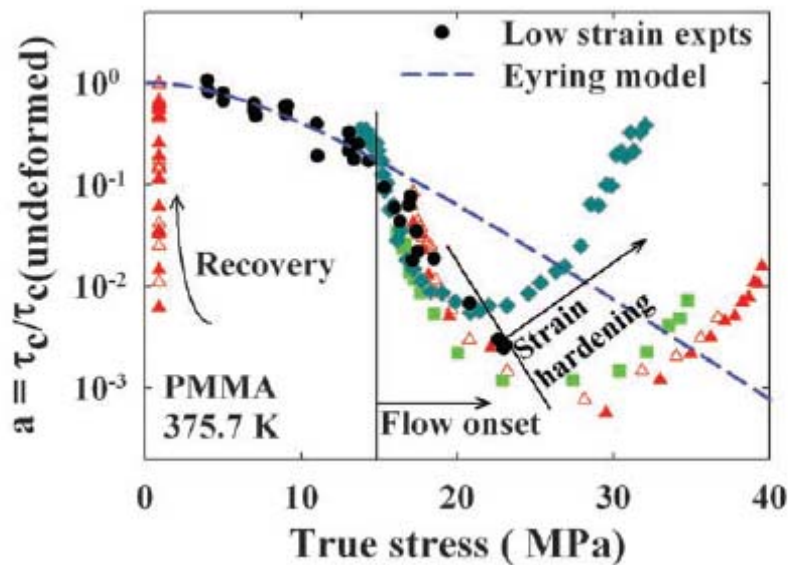 Low strain expts
Eyring model
10^0
10^-1
10^-2
10^-3
a = τc/τc(undeformed)
Recovery
Strain
hardening
PMMA
375.7 K
Flow onset
0 10 20 30 40
True stress ( MPa)